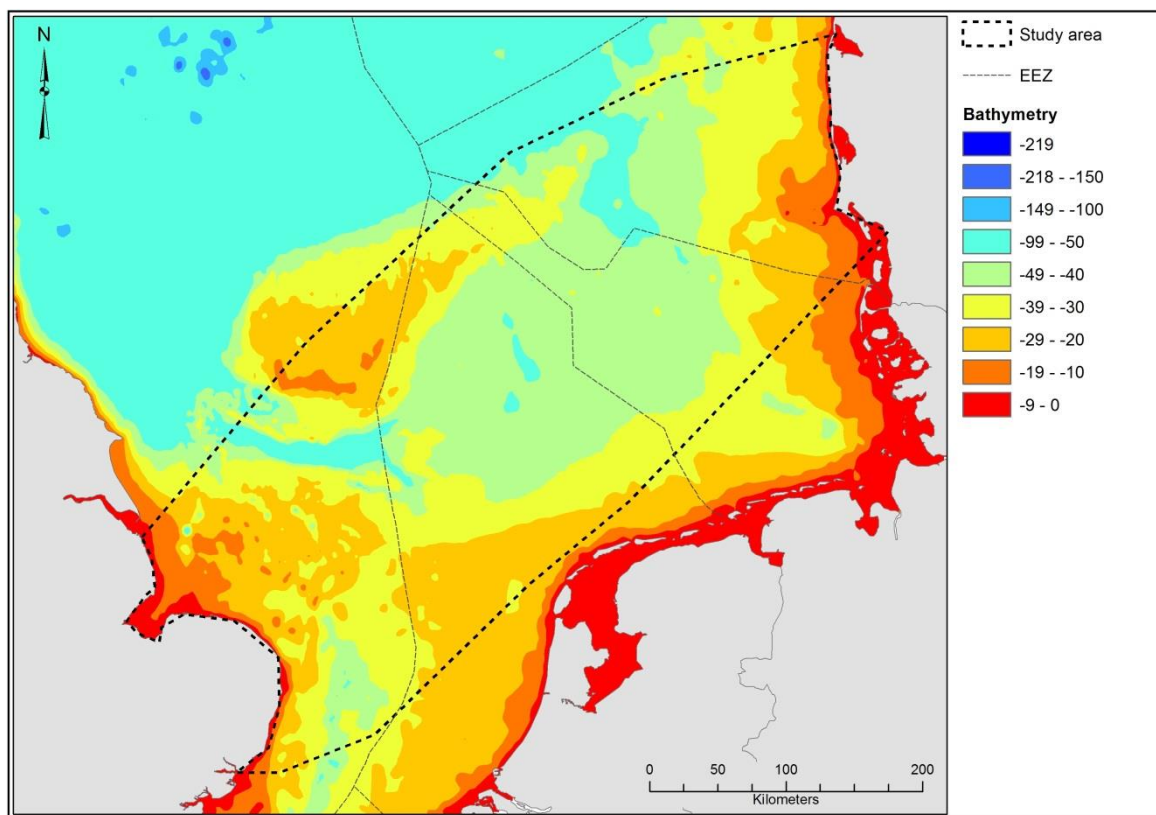 N
Study area
EEZ
Bathymetry
-219
-218 - -150
-149 - -100
-99 - -50
-49 - -40
-39 - -30
-29 - -20
-19 - -10
-9 - 0
0 50 100 200
Kilometers